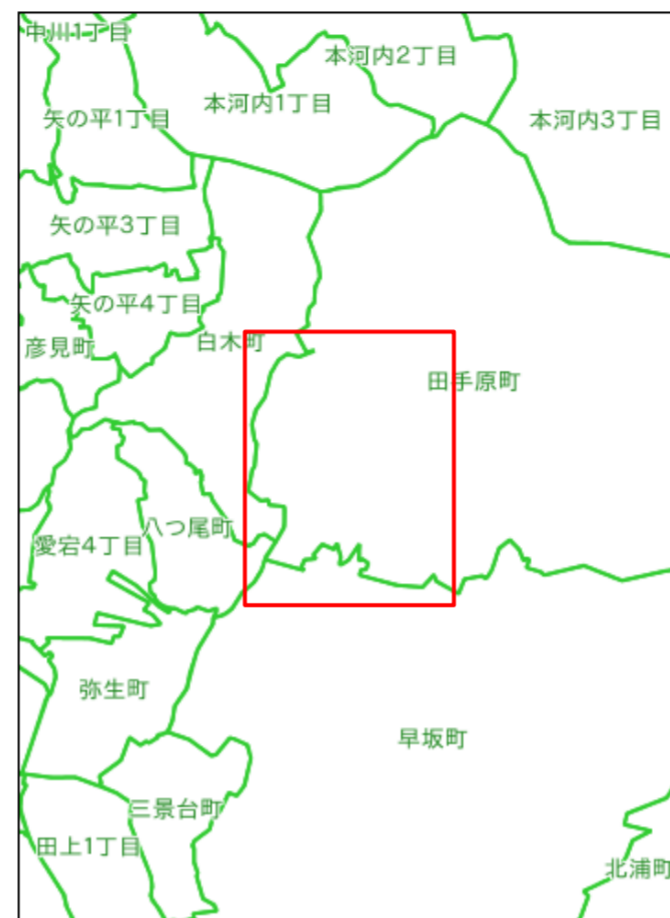 中川1丁目
本河内2丁目
本河内1丁目
矢の平1丁目
本河内3丁目
矢の平3丁目
矢の平4丁目
白木町
彦見町
田手原町
八つ尾町
愛宕4丁目
弥生町
早坂町
三景台町
田上1丁目
北浦町